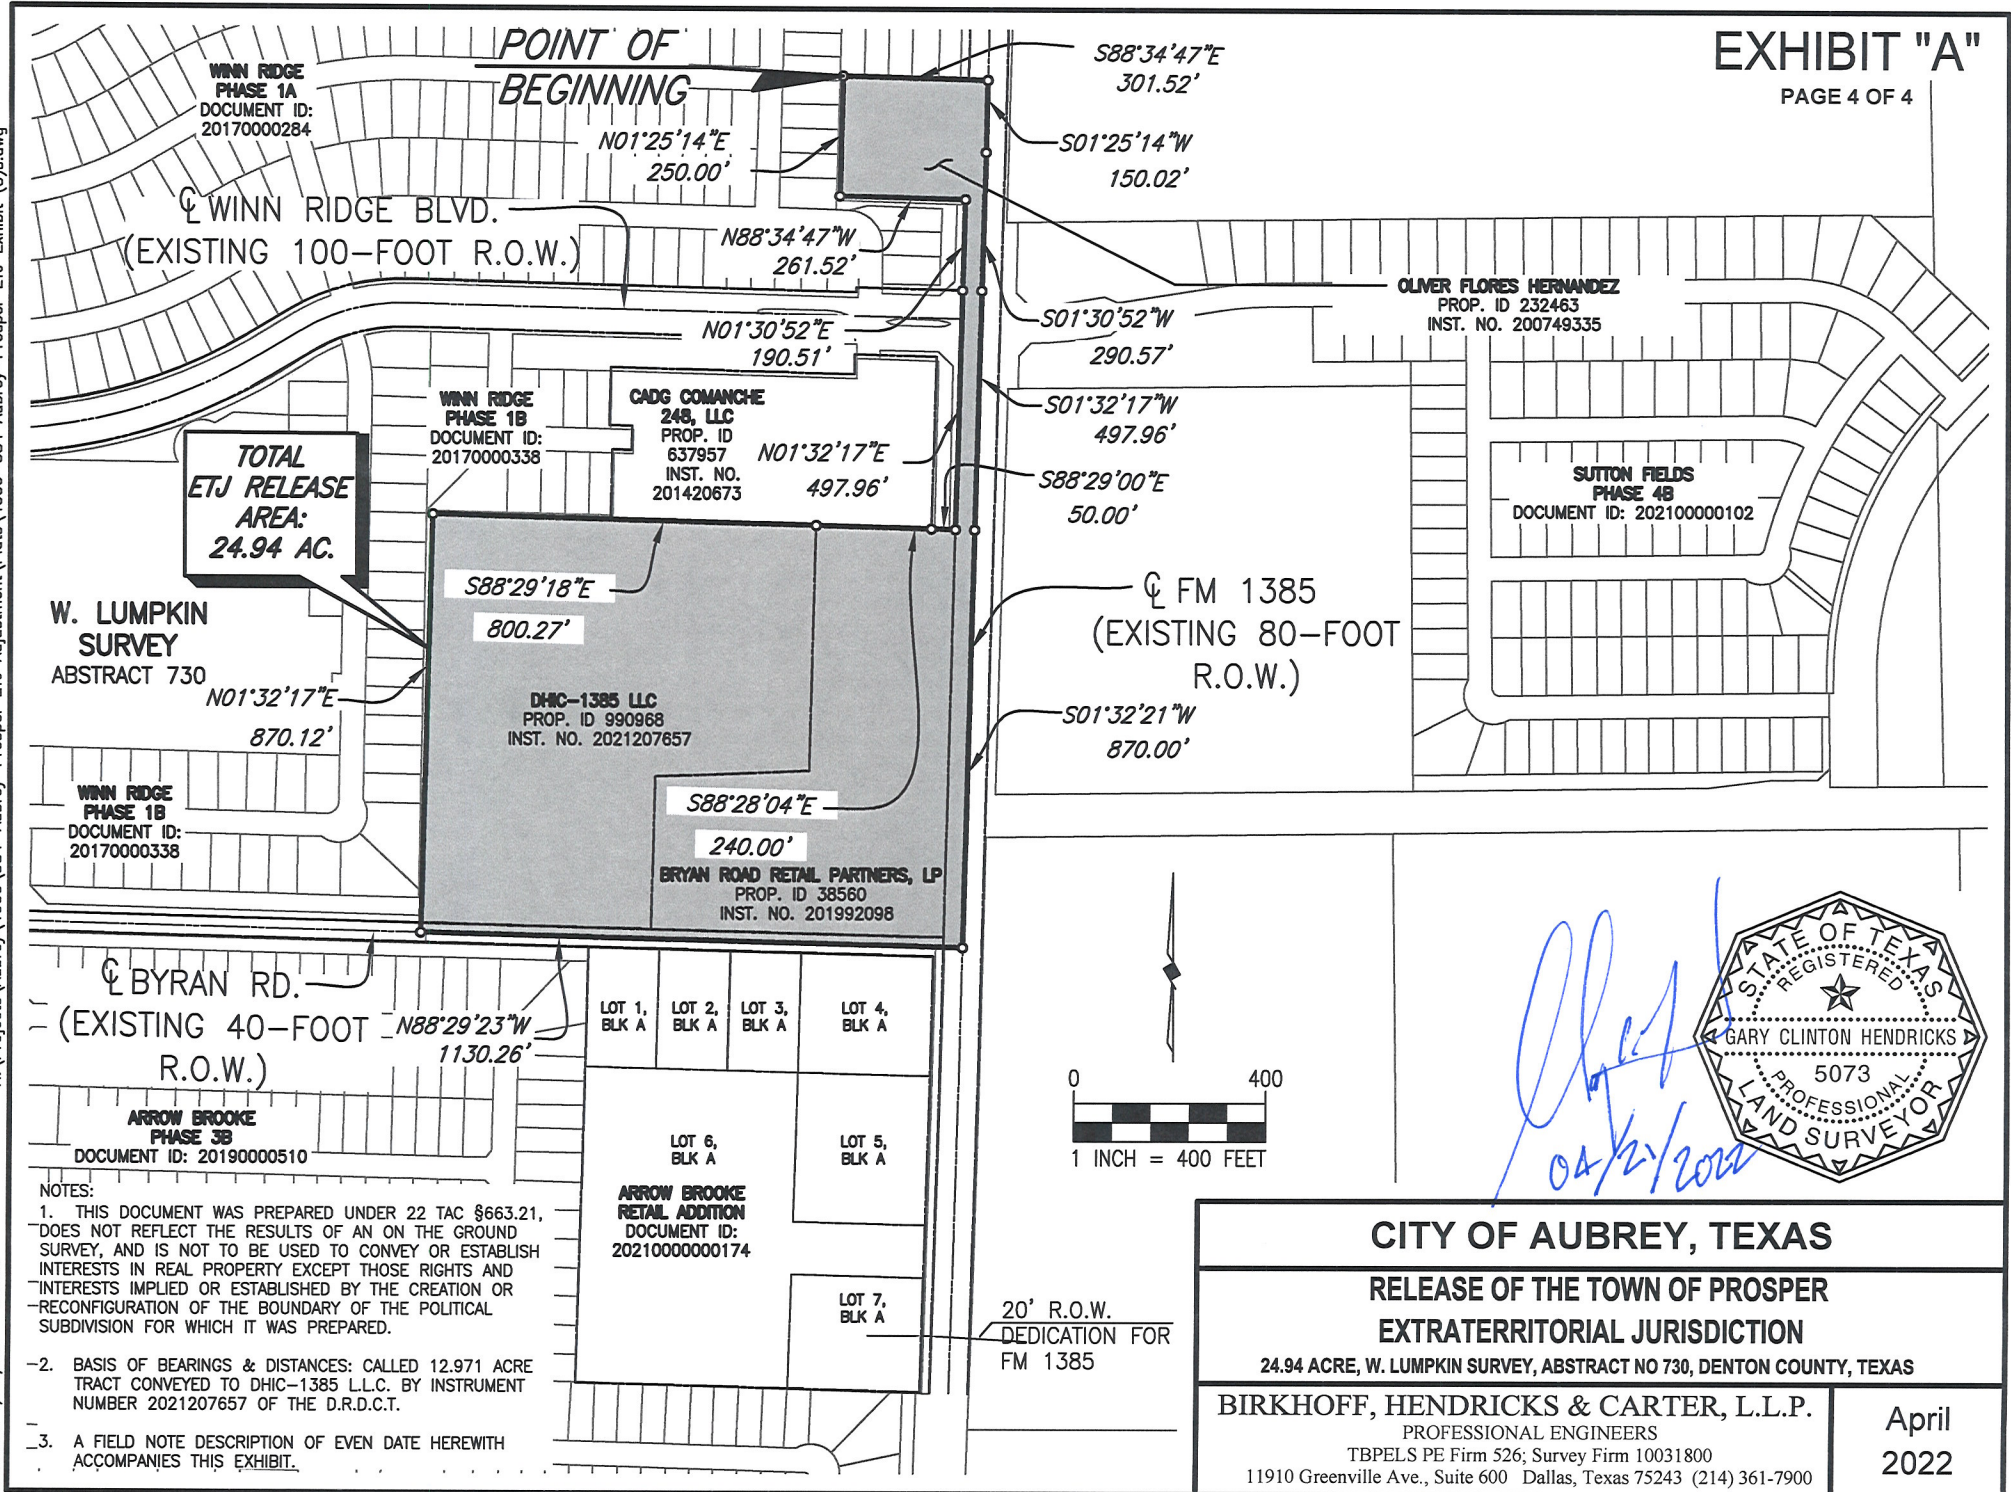 EXHIBIT "A"
PAGE 4 OF 4
POINT OF
BEGINNING
WINN RIDGE
PHASE 1A
DOCUMENT ID:
20170000284
S88°34'47"E
301.52'
N01°25'14"E
250.00'
S01°25'14"W
150.02'
℄ WINN RIDGE BLVD.
(EXISTING 100-FOOT R.O.W.)
N88°34'47"W
261.52'
OLIVER FLORES HERNANDEZ
PROP. ID 232463
INST. NO. 200749335
N01°30'52"E
190.51'
S01°30'52"W
290.57'
WINN RIDGE
PHASE 1B
DOCUMENT ID:
20170000338
CADG COMANCHE
248, LLC
PROP. ID
637957
INST. NO.
201420673
N01°32'17"E
497.96'
S01°32'17"W
497.96'
S88°29'00"E
50.00'
SUTTON FIELDS
PHASE 4B
DOCUMENT ID: 202100000102
TOTAL
ETJ RELEASE
AREA:
24.94 AC.
S88°29'18"E
800.27'
℄ FM 1385
(EXISTING 80-FOOT
R.O.W.)
W. LUMPKIN
SURVEY
ABSTRACT 730
N01°32'17"E
870.12'
DHIC-1385 LLC
PROP. ID 990968
INST. NO. 2021207657
S01°32'21"W
870.00'
WINN RIDGE
PHASE 1B
DOCUMENT ID:
20170000338
S88°28'04"E
240.00'
BRYAN ROAD RETAIL PARTNERS, LP
PROP. ID 38560
INST. NO. 201992098
℄ BYRAN RD.
(EXISTING 40-FOOT
R.O.W.)
N88°29'23"W
1130.26'
LOT 1,
BLK A
LOT 2,
BLK A
LOT 3,
BLK A
LOT 4,
BLK A
LOT 6,
BLK A
LOT 5,
BLK A
ARROW BROOKE
RETAIL ADDITION
DOCUMENT ID:
20210000000174
LOT 7,
BLK A
20' R.O.W.
DEDICATION FOR
FM 1385
ARROW BROOKE
PHASE 3B
DOCUMENT ID: 20190000510
0 400
1 INCH = 400 FEET
STATE OF TEXAS
REGISTERED
GARY CLINTON HENDRICKS
5073
PROFESSIONAL
LAND SURVEYOR
04/21/2022
NOTES:
1. THIS DOCUMENT WAS PREPARED UNDER 22 TAC §663.21,
DOES NOT REFLECT THE RESULTS OF AN ON THE GROUND
SURVEY, AND IS NOT TO BE USED TO CONVEY OR ESTABLISH
INTERESTS IN REAL PROPERTY EXCEPT THOSE RIGHTS AND
INTERESTS IMPLIED OR ESTABLISHED BY THE CREATION OR
RECONFIGURATION OF THE BOUNDARY OF THE POLITICAL
SUBDIVISION FOR WHICH IT WAS PREPARED.
2. BASIS OF BEARINGS & DISTANCES: CALLED 12.971 ACRE
TRACT CONVEYED TO DHIC-1385 L.L.C. BY INSTRUMENT
NUMBER 2021207657 OF THE D.R.D.C.T.
3. A FIELD NOTE DESCRIPTION OF EVEN DATE HEREWITH
ACCOMPANIES THIS EXHIBIT.
CITY OF AUBREY, TEXAS
RELEASE OF THE TOWN OF PROSPER
EXTRATERRITORIAL JURISDICTION
24.94 ACRE, W. LUMPKIN SURVEY, ABSTRACT NO 730, DENTON COUNTY, TEXAS
BIRKHOFF, HENDRICKS & CARTER, L.L.P.
PROFESSIONAL ENGINEERS
TBPELS PE Firm 526; Survey Firm 10031800
11910 Greenville Ave., Suite 600 Dallas, Texas 75243 (214) 361-7900
April
2022